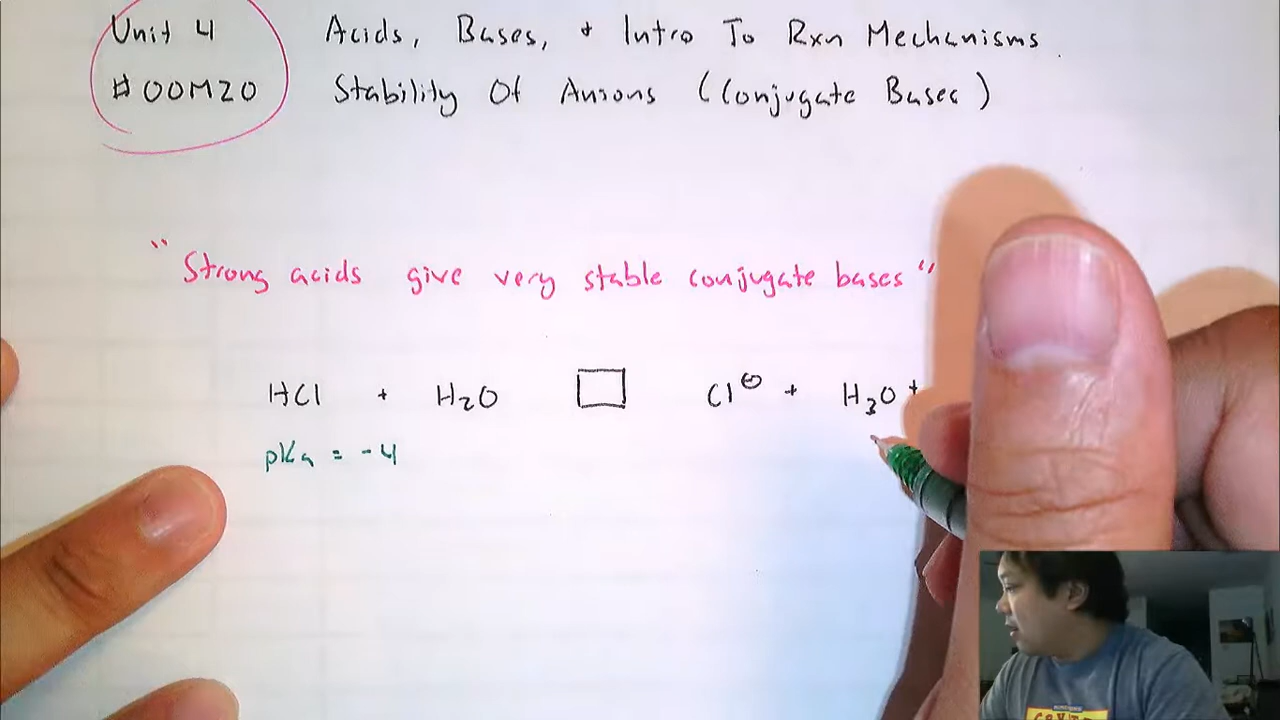 Unit 4 Acids, Bases, + Intro To Rxn Mechanisms
#OOM20 Stability Of Anions (Conjugate Bases)
"Strong acids give very stable conjugate bases"
HCl + H2O □ Cl⊖ + H3O+
pKa = -4